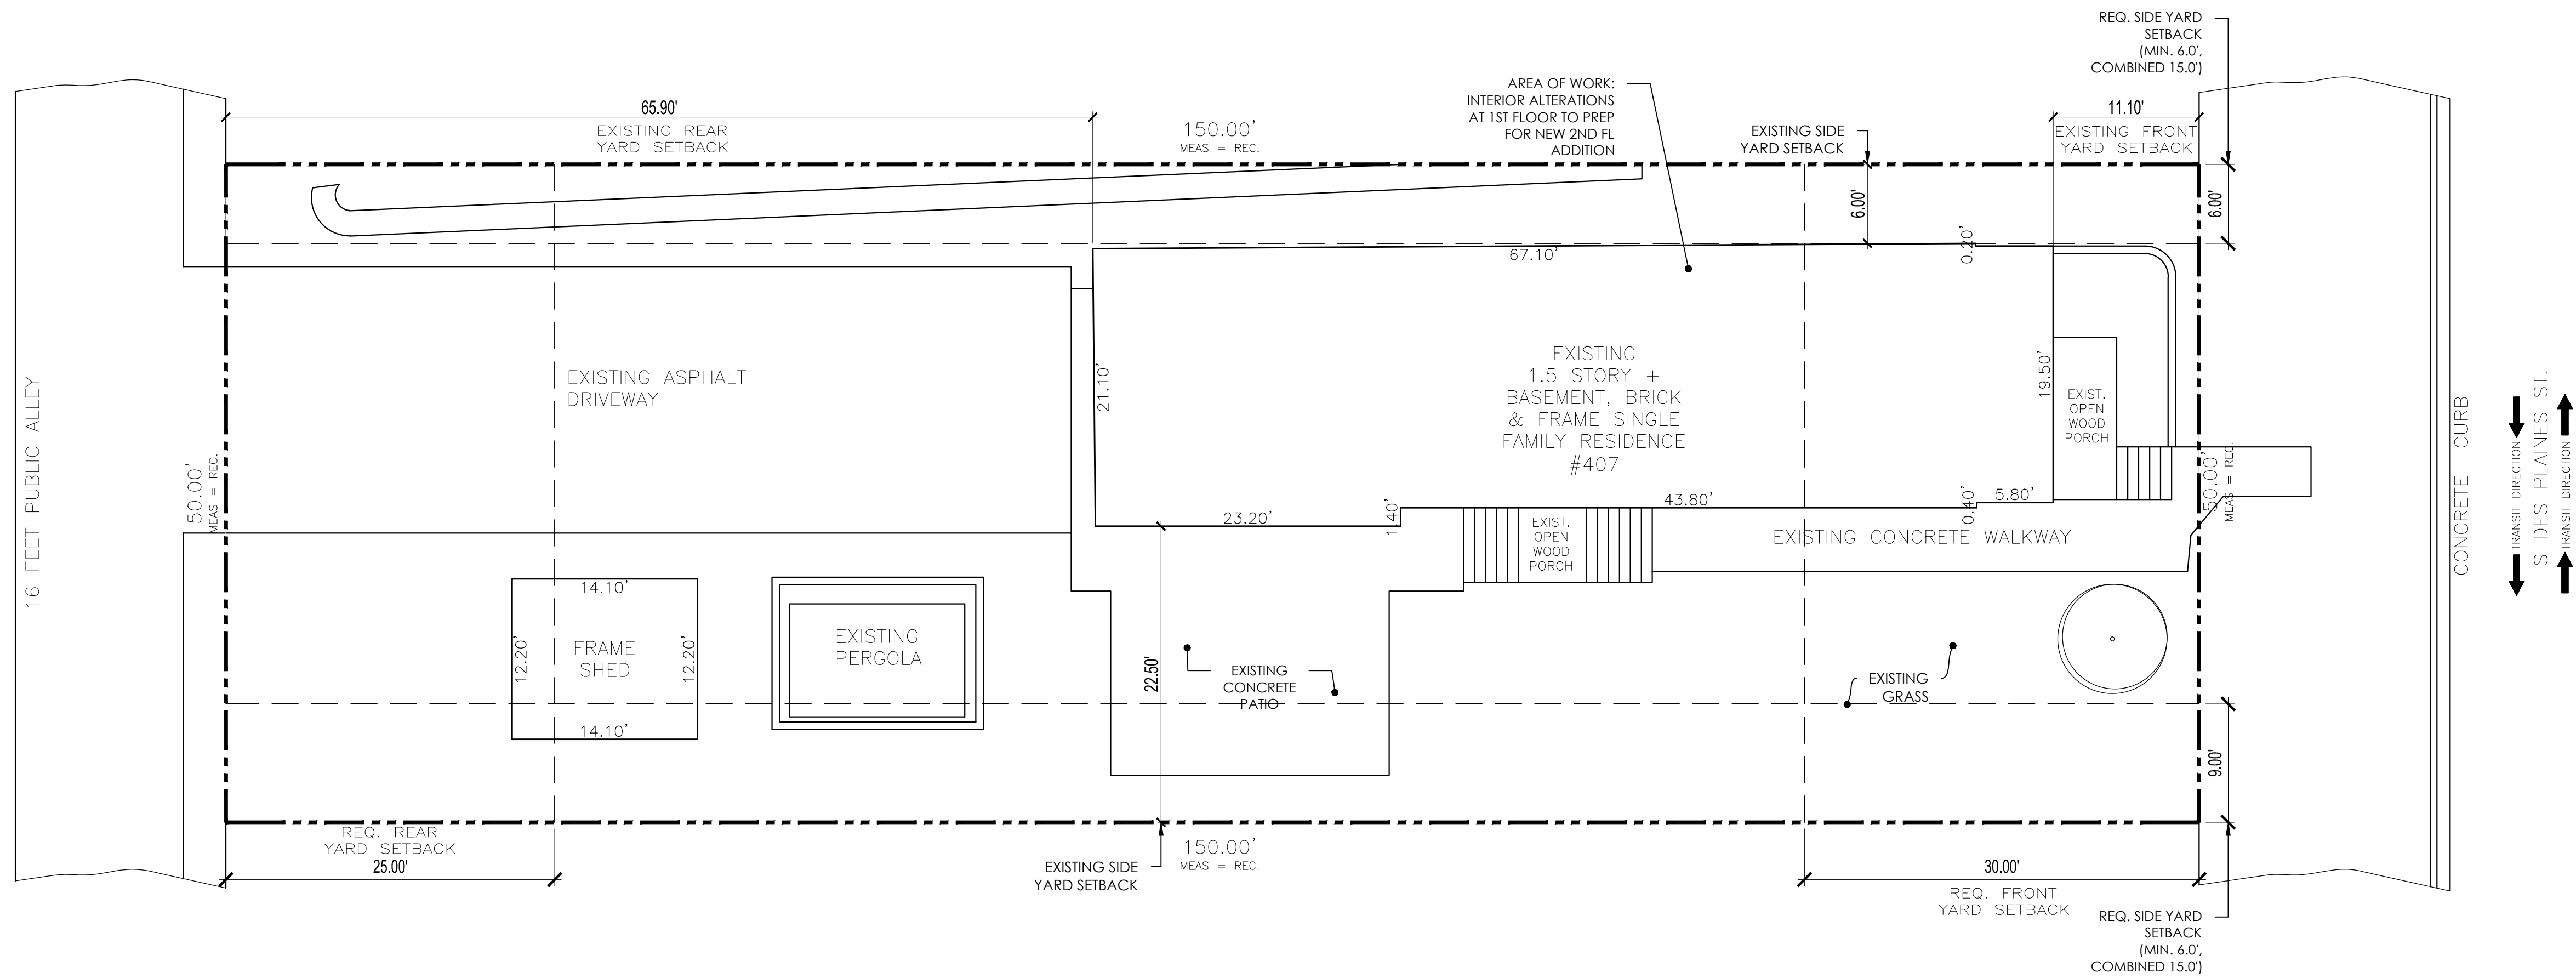 REQ. SIDE YARD
SETBACK
(MIN. 6.0',
COMBINED 15.0')
65.90'
EXISTING REAR
YARD SETBACK
150.00'
MEAS = REC.
AREA OF WORK:
INTERIOR ALTERATIONS
AT 1ST FLOOR TO PREP
FOR NEW 2ND FL
ADDITION
EXISTING SIDE
YARD SETBACK
11.10'
EXISTING FRONT
YARD SETBACK
6.00'
6.00'
67.10'
0.20'
16 FEET PUBLIC ALLEY
50.00'
MEAS = REC.
EXISTING ASPHALT
DRIVEWAY
21.10'
EXISTING
1.5 STORY +
BASEMENT, BRICK
& FRAME SINGLE
FAMILY RESIDENCE
#407
19.50'
EXIST.
OPEN
WOOD
PORCH
50.00'
MEAS = REC.
CONCRETE CURB
TRANSIT DIRECTION
S DES PLAINES ST.
TRANSIT DIRECTION
23.20'
1.40'
43.80'
0.40'
5.80'
EXIST.
OPEN
WOOD
PORCH
EXISTING CONCRETE WALKWAY
14.10'
12.20'
FRAME
SHED
12.20'
14.10'
EXISTING
PERGOLA
22.50'
EXISTING
CONCRETE
PATIO
EXISTING
GRASS
9.00'
REQ. REAR
YARD SETBACK
25.00'
EXISTING SIDE
YARD SETBACK
150.00'
MEAS = REC.
30.00'
REQ. FRONT
YARD SETBACK
REQ. SIDE YARD
SETBACK
(MIN. 6.0',
COMBINED 15.0')